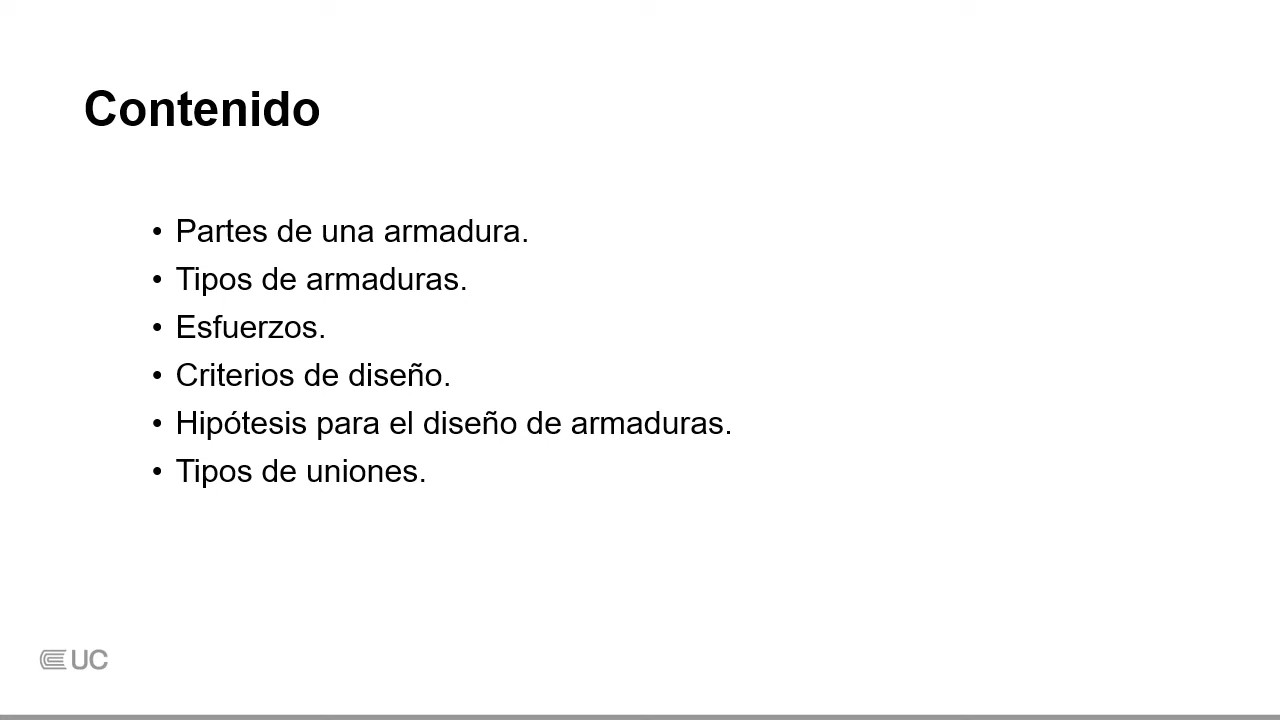 Contenido
• Partes de una armadura.
• Tipos de armaduras.
• Esfuerzos.
• Criterios de diseño.
• Hipótesis para el diseño de armaduras.
• Tipos de uniones.
UC